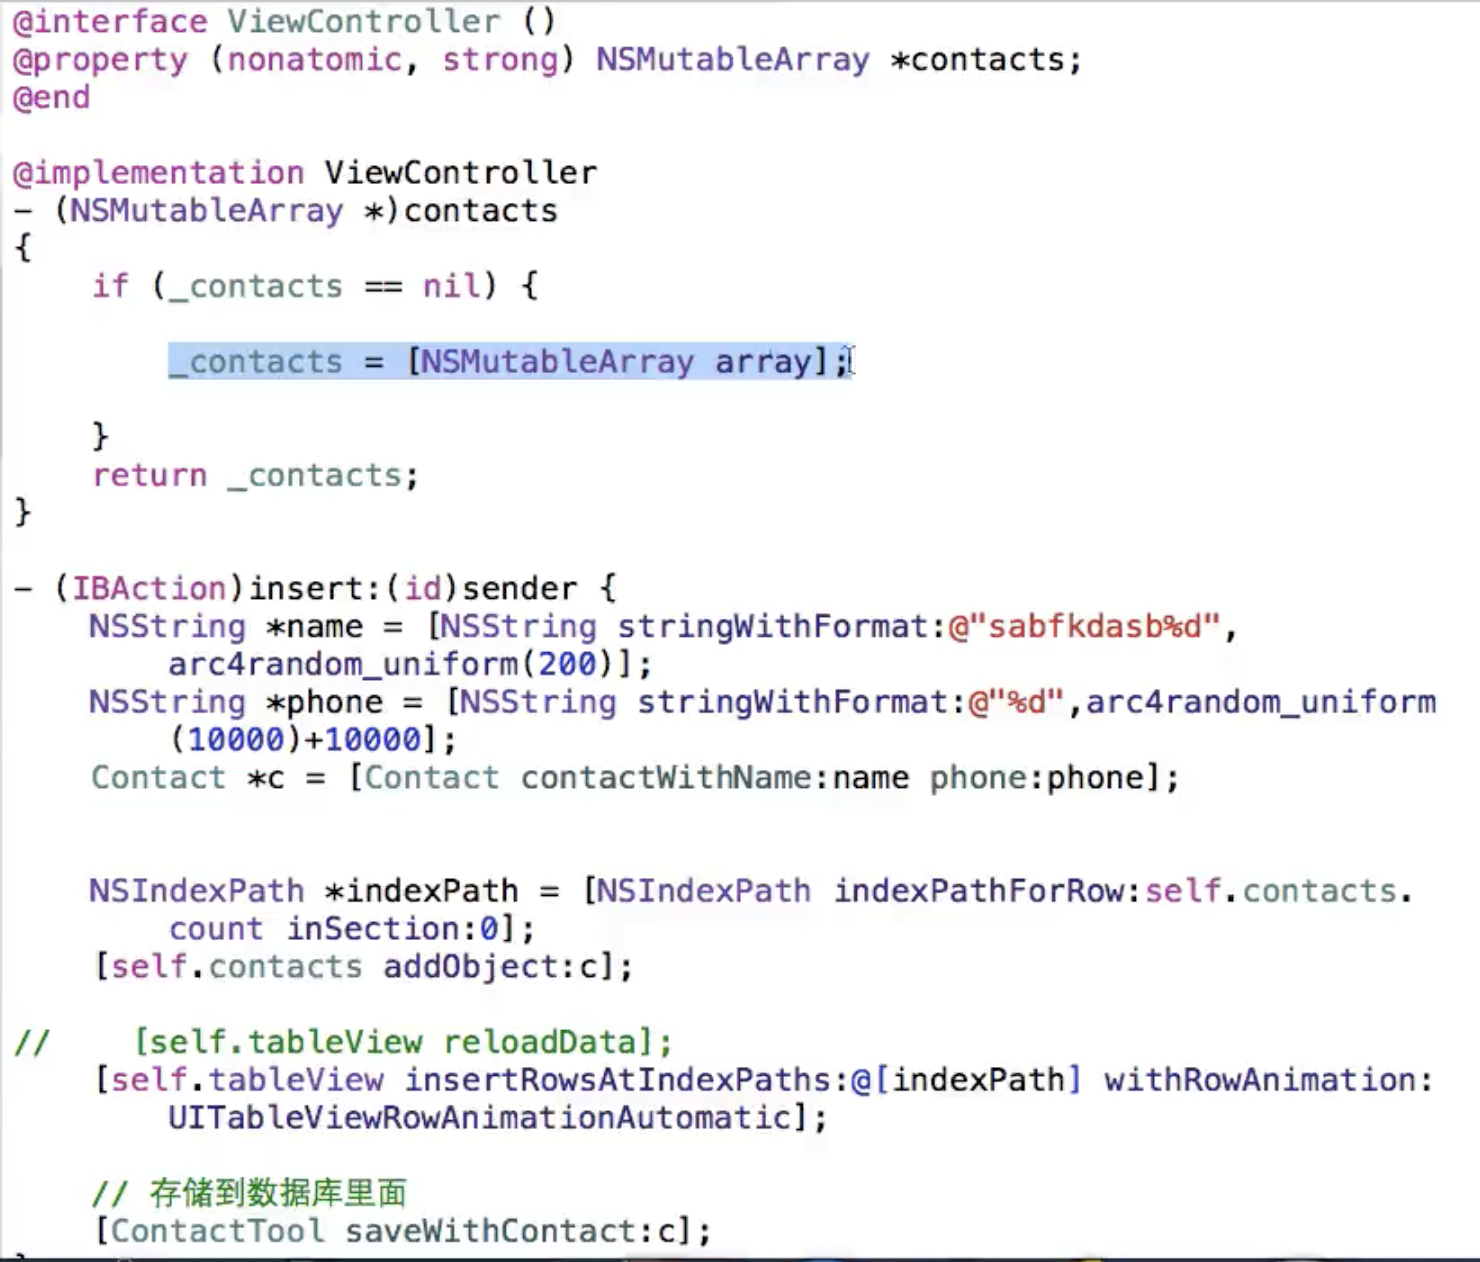 @interface ViewController ()
@property (nonatomic, strong) NSMutableArray *contacts;
@end
@implementation ViewController
- (NSMutableArray *)contacts
{
if (_contacts == nil) {
_contacts = [NSMutableArray array];
}
return _contacts;
}
- (IBAction)insert:(id)sender {
NSString *name = [NSString stringWithFormat:@"sabfkdasb%d",
arc4random_uniform(200)];
NSString *phone = [NSString stringWithFormat:@"%d",arc4random_uniform
(10000)+10000];
Contact *c = [Contact contactWithName:name phone:phone];
NSIndexPath *indexPath = [NSIndexPath indexPathForRow:self.contacts.
count inSection:0];
[self.contacts addObject:c];
// [self.tableView reloadData];
[self.tableView insertRowsAtIndexPaths:@[indexPath] withRowAnimation:
UITableViewRowAnimationAutomatic];
// 存储到数据库里面
[ContactTool saveWithContact:c];